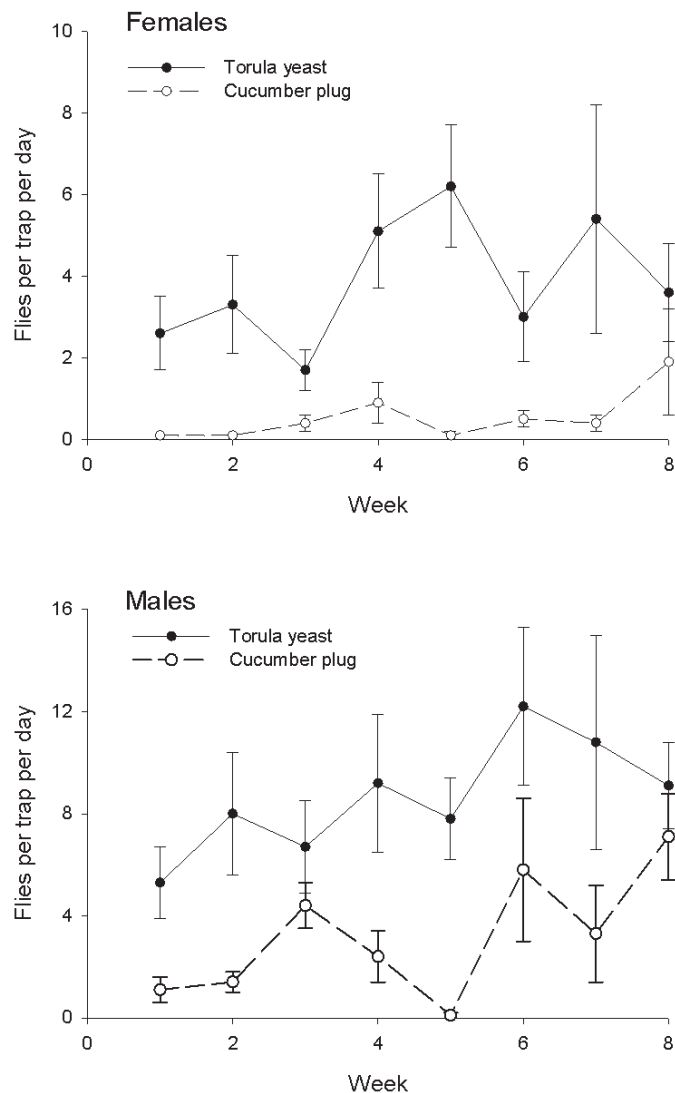 Females
Torula yeast
Cucumber plug
10
8
6
4
2
0
Flies per trap per day
0 2 4 6 8
Week
Males
Torula yeast
Cucumber plug
16
12
8
4
0
Flies per trap per day
0 2 4 6 8
Week